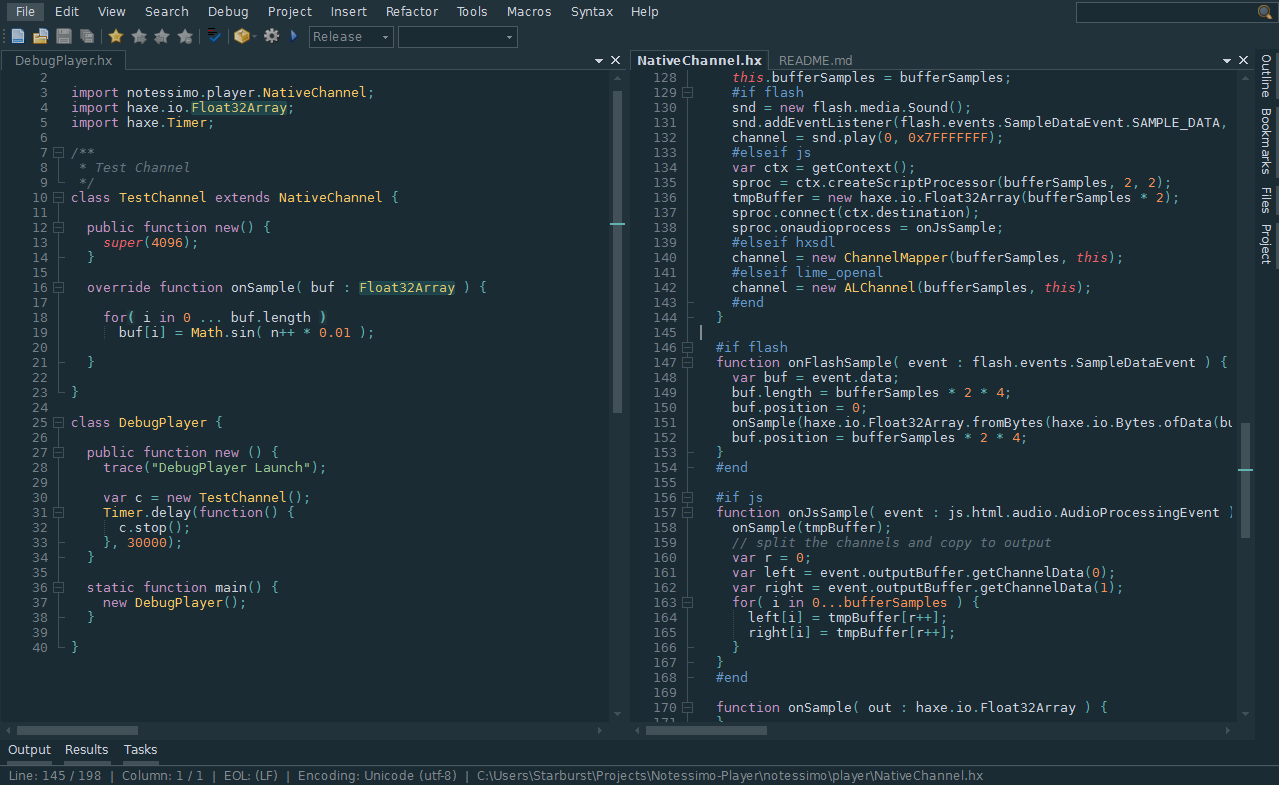 File Edit View Search Debug Project Insert Refactor Tools Macros Syntax Help
Release
DebugPlayer.hx
2
3 import notessimo.player.NativeChannel;
4 import haxe.io.Float32Array;
5 import haxe.Timer;
6
7 /**
8 * Test Channel
9 */
10 class TestChannel extends NativeChannel {
11
12 public function new() {
13 super(4096);
14 }
15
16 override function onSample( buf : Float32Array ) {
17
18 for( i in 0 ... buf.length )
19 buf[i] = Math.sin( n++ * 0.01 );
20
21 }
22
23 }
24
25 class DebugPlayer {
26
27 public function new () {
28 trace("DebugPlayer Launch");
29
30 var c = new TestChannel();
31 Timer.delay(function() {
32 c.stop();
33 }, 30000);
34 }
35
36 static function main() {
37 new DebugPlayer();
38 }
39
40 }
NativeChannel.hx README.md
128 this.bufferSamples = bufferSamples;
129 #if flash
130 snd = new flash.media.Sound();
131 snd.addEventListener(flash.events.SampleDataEvent.SAMPLE_DATA,
132 channel = snd.play(0, 0x7FFFFFFF);
133 #elseif js
134 var ctx = getContext();
135 sproc = ctx.createScriptProcessor(bufferSamples, 2, 2);
136 tmpBuffer = new haxe.io.Float32Array(bufferSamples * 2);
137 sproc.connect(ctx.destination);
138 sproc.onaudioprocess = onJsSample;
139 #elseif hxsdl
140 channel = new ChannelMapper(bufferSamples, this);
141 #elseif lime_openal
142 channel = new ALChannel(bufferSamples, this);
143 #end
144 }
145
146 #if flash
147 function onFlashSample( event : flash.events.SampleDataEvent ) {
148 var buf = event.data;
149 buf.length = bufferSamples * 2 * 4;
150 buf.position = 0;
151 onSample(haxe.io.Float32Array.fromBytes(haxe.io.Bytes.ofData(bu
152 buf.position = bufferSamples * 2 * 4;
153 }
154 #end
155
156 #if js
157 function onJsSample( event : js.html.audio.AudioProcessingEvent )
158 onSample(tmpBuffer);
159 // split the channels and copy to output
160 var r = 0;
161 var left = event.outputBuffer.getChannelData(0);
162 var right = event.outputBuffer.getChannelData(1);
163 for( i in 0...bufferSamples ) {
164 left[i] = tmpBuffer[r++];
165 right[i] = tmpBuffer[r++];
166 }
167 }
168 #end
169
170 function onSample( out : haxe.io.Float32Array ) {
171 }
Outline
Bookmarks
Files
Project
Output Results Tasks
Line: 145 / 198 | Column: 1 / 1 | EOL: (LF) | Encoding: Unicode (utf-8) | C:\Users\Starburst\Projects\Notessimo-Player\notessimo\player\NativeChannel.hx